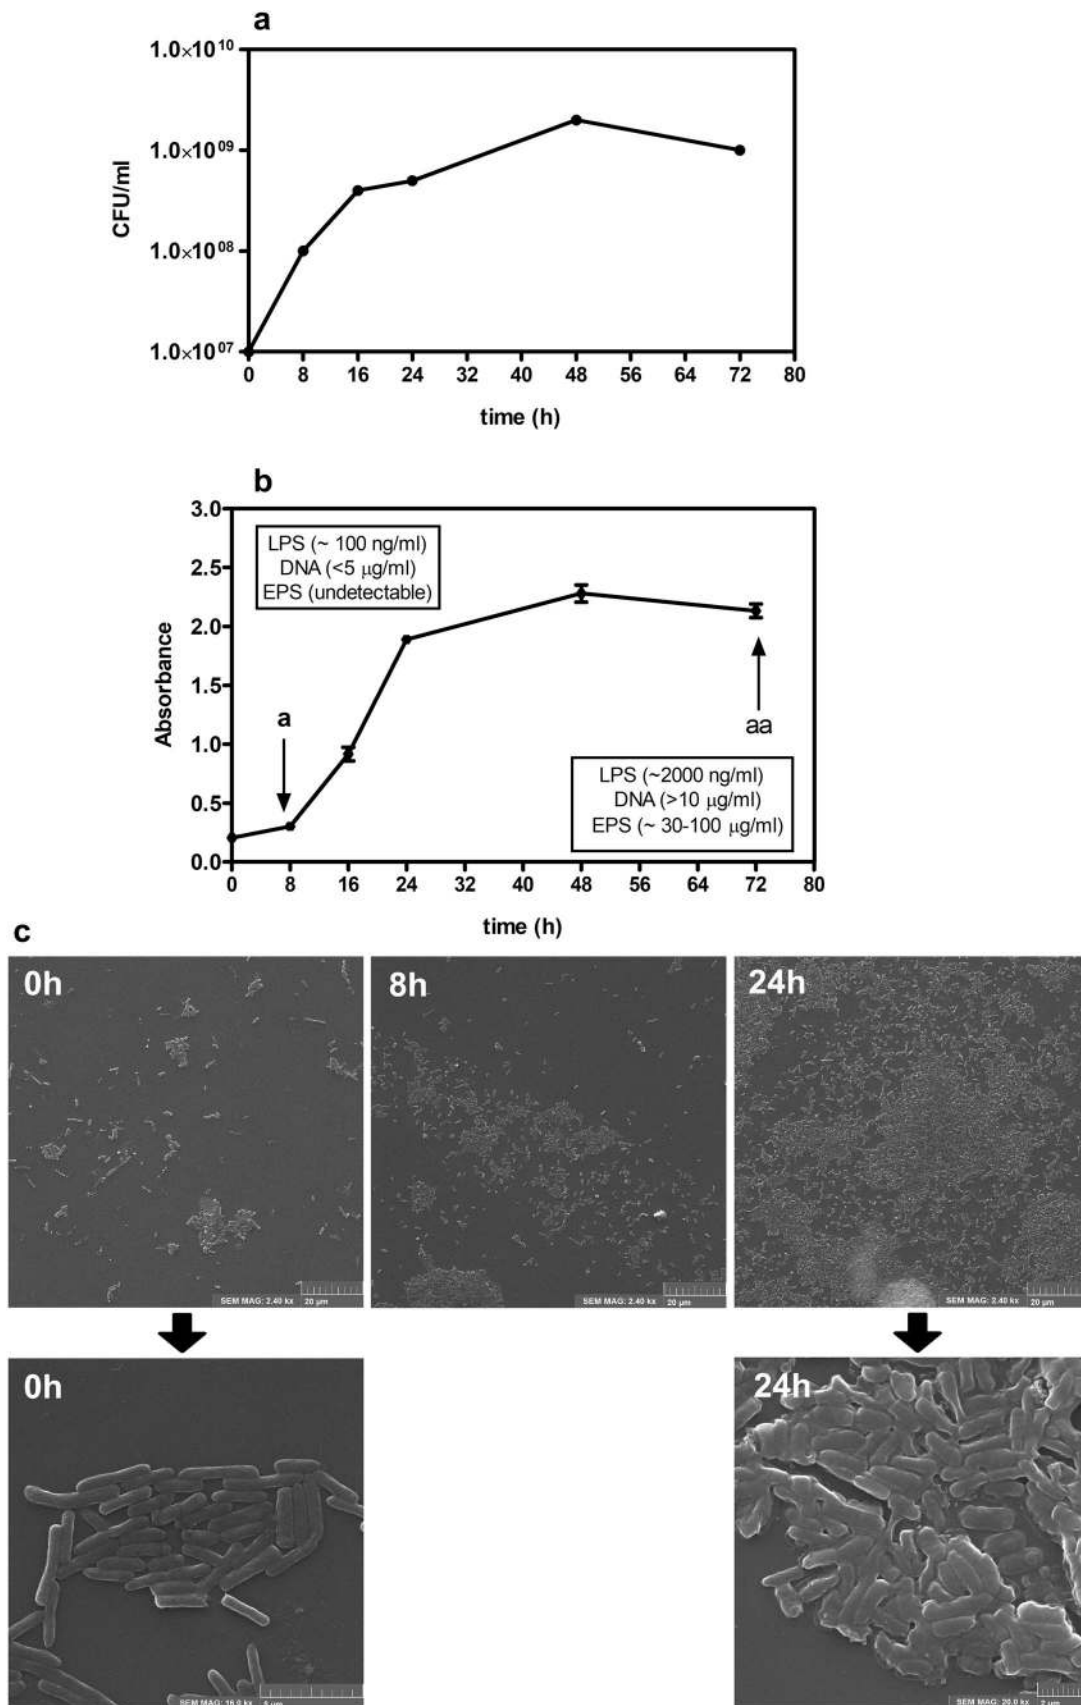 a
1.0×10^10
1.0×10^09
1.0×10^08
1.0×10^07
CFU/ml
0 8 16 24 32 40 48 56 64 72 80
time (h)
b
3.0
2.5
2.0
1.5
1.0
0.5
0.0
Absorbance
LPS (~ 100 ng/ml)
DNA (<5 μg/ml)
EPS (undetectable)
a
aa
LPS (~2000 ng/ml)
DNA (>10 μg/ml)
EPS (~ 30-100 μg/ml)
0 8 16 24 32 40 48 56 64 72 80
time (h)
c
0h
SEM MAG: 2.40 kx
20 μm
8h
SEM MAG: 2.40 kx
20 μm
24h
SEM MAG: 2.40 kx
20 μm
0h
SEM MAG: 16.0 kx
5 μm
24h
SEM MAG: 20.0 kx
2 μm